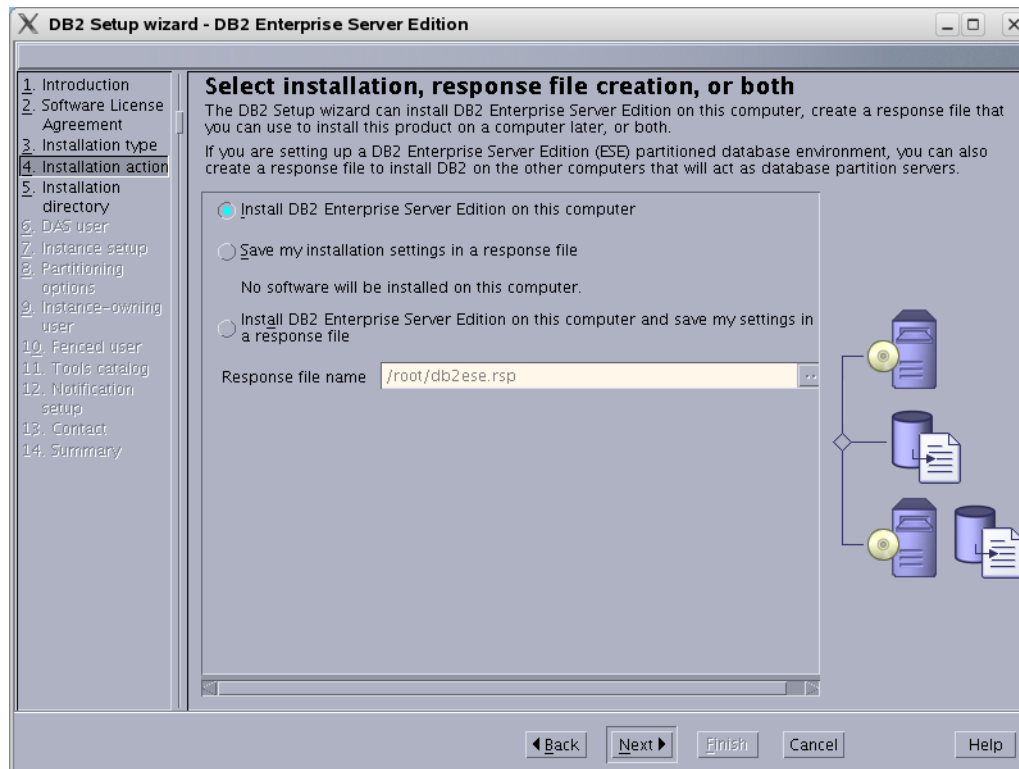 DB2 Setup wizard - DB2 Enterprise Server Edition
1. Introduction
2. Software License
Agreement
3. Installation type
4. Installation action
5. Installation
directory
6. DAS user
7. Instance setup
8. Partitioning
options
9. Instance-owning
user
10. Fenced user
11. Tools catalog
12. Notification
setup
13. Contact
14. Summary
Select installation, response file creation, or both
The DB2 Setup wizard can install DB2 Enterprise Server Edition on this computer, create a response file that
you can use to install this product on a computer later, or both.
If you are setting up a DB2 Enterprise Server Edition (ESE) partitioned database environment, you can also
create a response file to install DB2 on the other computers that will act as database partition servers.
Install DB2 Enterprise Server Edition on this computer
Save my installation settings in a response file
No software will be installed on this computer.
Install DB2 Enterprise Server Edition on this computer and save my settings in
a response file
Response file name /root/db2ese.rsp ..
Back Next Finish Cancel Help